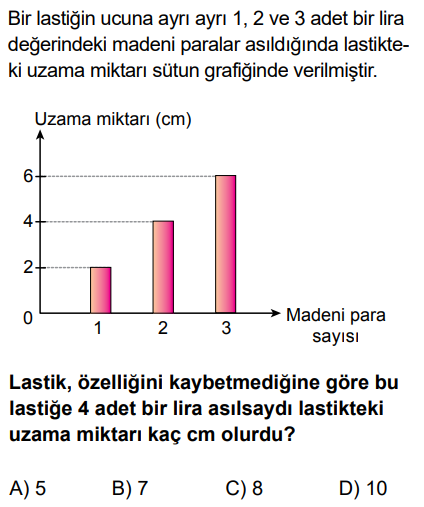 Bir lastiğin ucuna ayrı ayrı 1, 2 ve 3 adet bir lira
değerindeki madeni paralar asıldığında lastikte-
ki uzama miktarı sütun grafiğinde verilmiştir.
Uzama miktarı (cm)
6
4
2
0
1 2 3
Madeni para
sayısı
Lastik, özelliğini kaybetmediğine göre bu
lastiğe 4 adet bir lira asılsaydı lastikteki
uzama miktarı kaç cm olurdu?
A) 5 B) 7 C) 8 D) 10